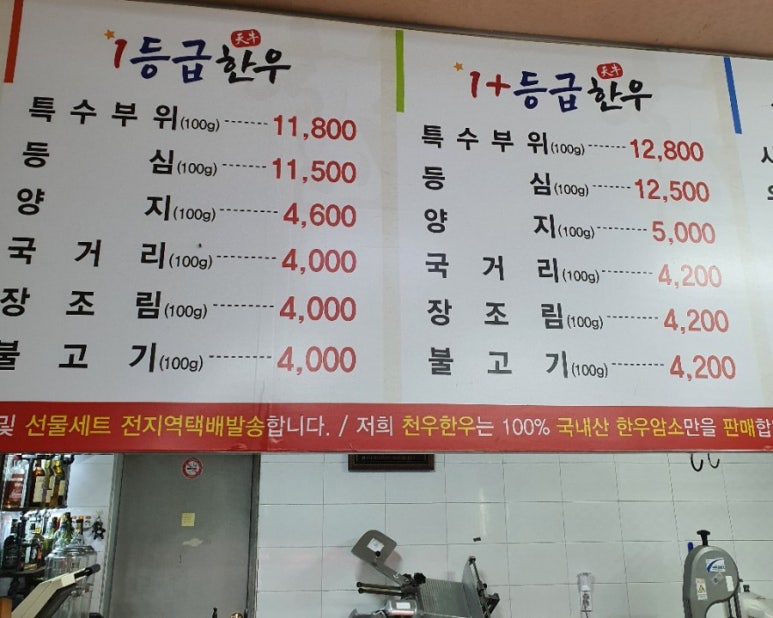 1등급 한우
특수부위(100g) 11,800
등심(100g) 11,500
양지(100g) 4,600
국거리(100g) 4,000
장조림(100g) 4,000
불고기(100g) 4,000
1+등급 한우
특수부위(100g) 12,800
등심(100g) 12,500
양지(100g) 5,000
국거리(100g) 4,200
장조림(100g) 4,200
불고기(100g) 4,200
및 선물세트 전지역택배발송합니다. / 저희 천우한우는 100% 국내산 한우암소만을 판매합